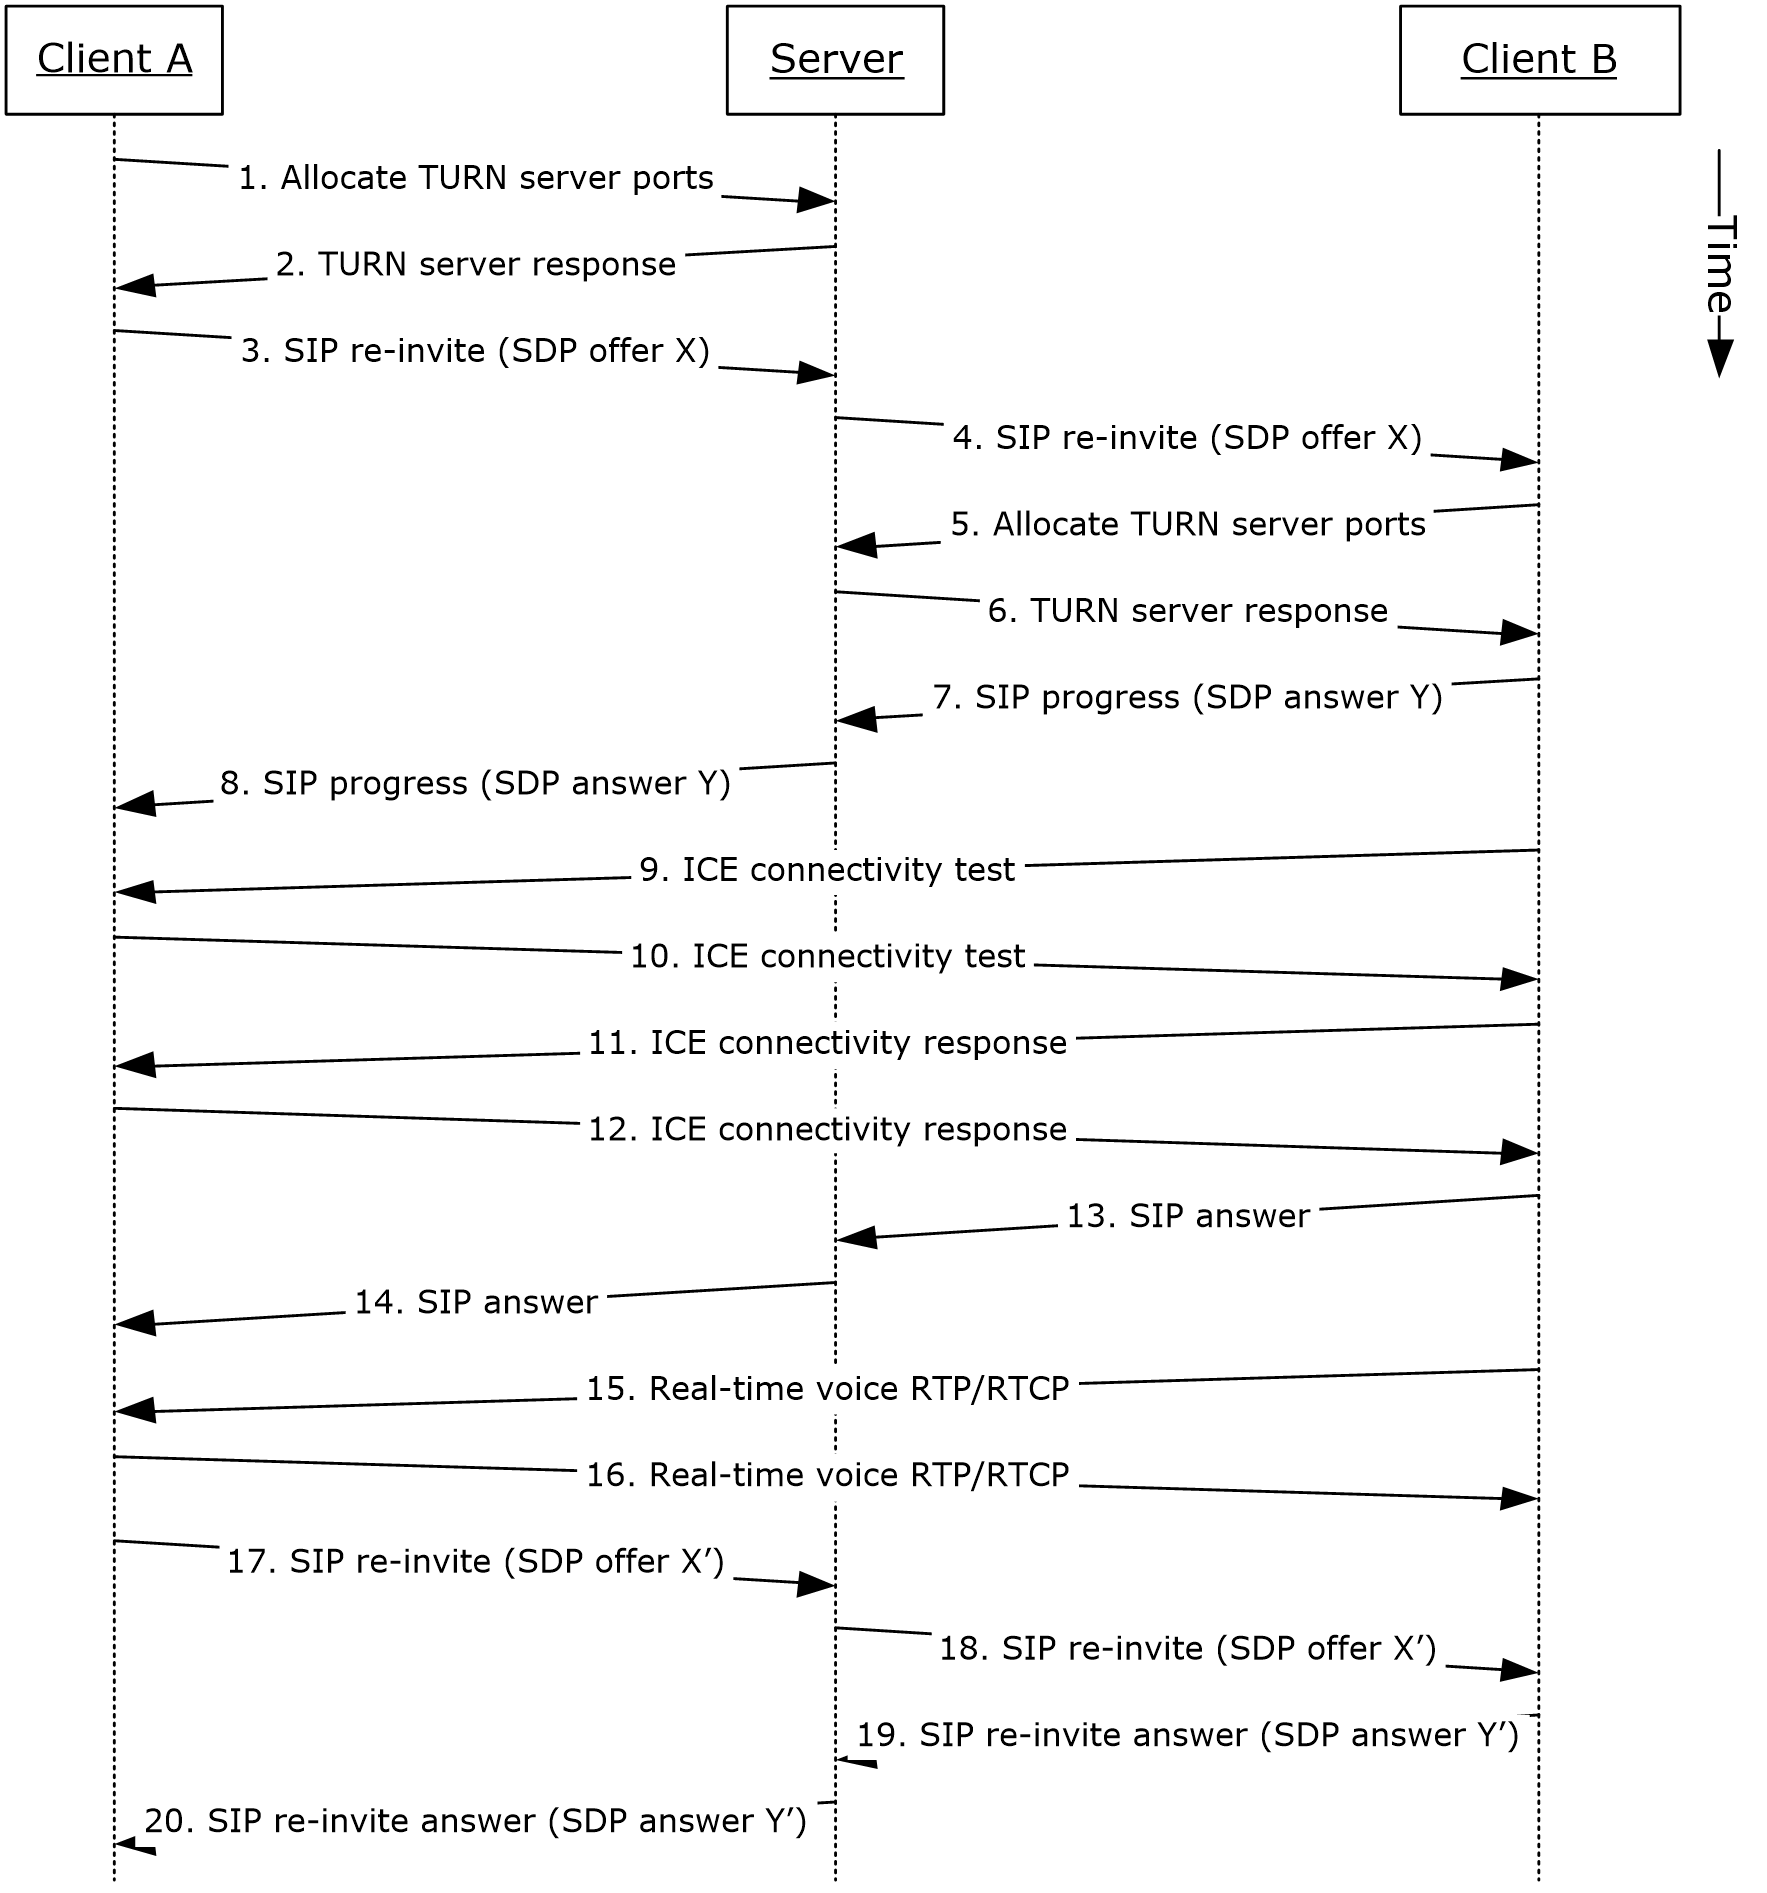 Client A
Server
Client B
Time
1. Allocate TURN server ports
2. TURN server response
3. SIP re-invite (SDP offer X)
4. SIP re-invite (SDP offer X)
5. Allocate TURN server ports
6. TURN server response
7. SIP progress (SDP answer Y)
8. SIP progress (SDP answer Y)
9. ICE connectivity test
10. ICE connectivity test
11. ICE connectivity response
12. ICE connectivity response
13. SIP answer
14. SIP answer
15. Real-time voice RTP/RTCP
16. Real-time voice RTP/RTCP
17. SIP re-invite (SDP offer X’)
18. SIP re-invite (SDP offer X’)
19. SIP re-invite answer (SDP answer Y’)
20. SIP re-invite answer (SDP answer Y’)